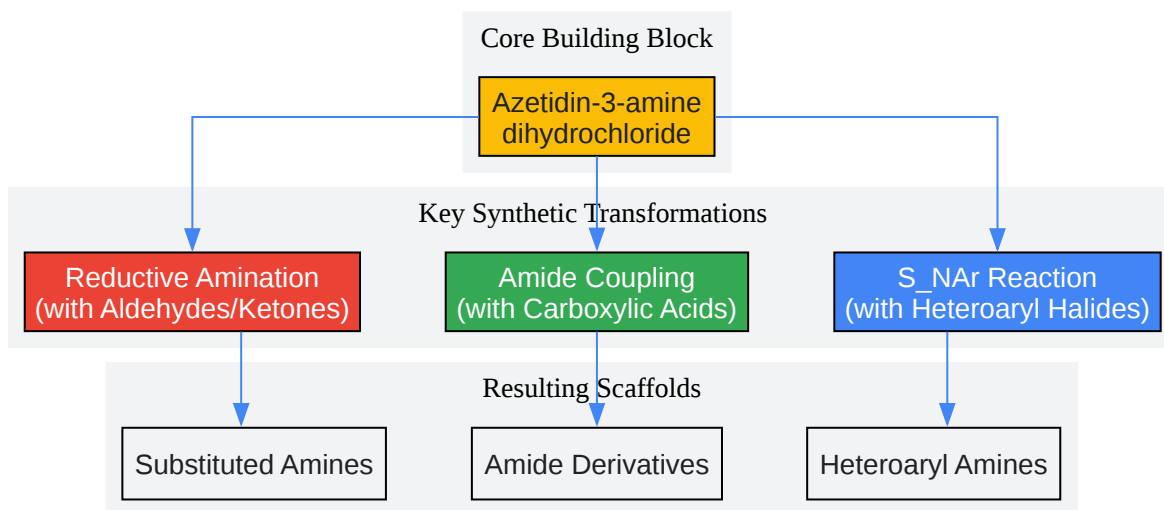 Core Building Block
Azetidin-3-amine
dihydrochloride
Key Synthetic Transformations
Reductive Amination
(with Aldehydes/Ketones)
Amide Coupling
(with Carboxylic Acids)
S_NAr Reaction
(with Heteroaryl Halides)
Resulting Scaffolds
Substituted Amines
Amide Derivatives
Heteroaryl Amines